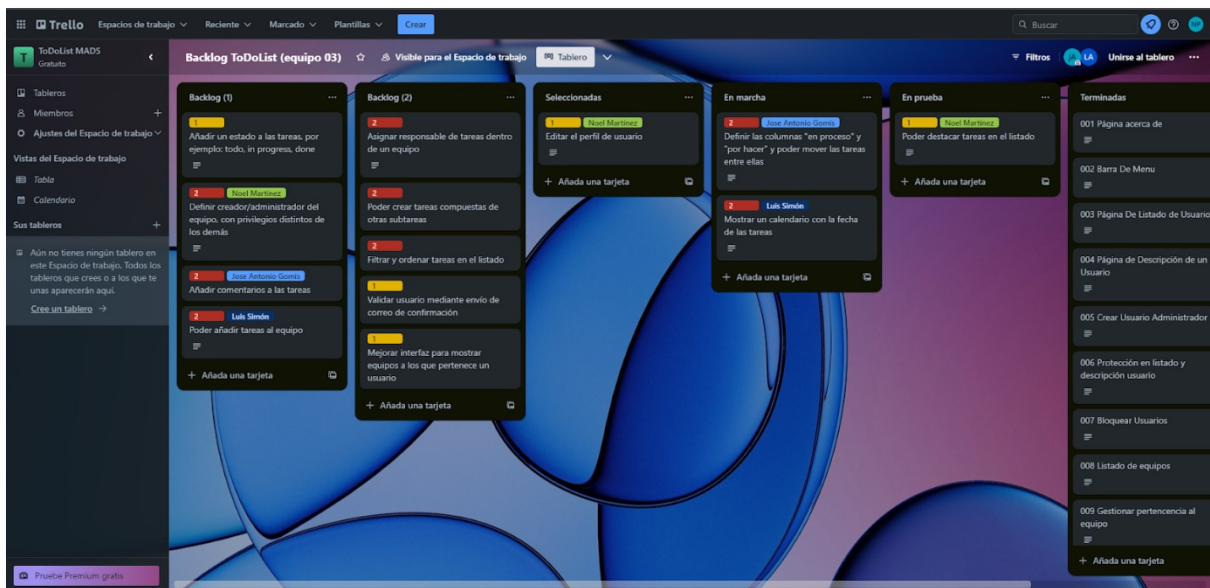 Trello
Espacios de trabajo
Reciente
Marcado
Plantillas
Crear
Buscar
NP
T
ToDoList MADS
Gratuito
Tableros
Miembros
Ajustes del Espacio de trabajo
Vistas del Espacio de trabajo
Tabla
Calendario
Sus tableros
Aún no tienes ningún tablero en
este Espacio de trabajo. Todos los
tableros que crees o a los que te
unas aparecerán aquí.
Cree un tablero →
Pruebe Premium gratis
Backlog ToDoList (equipo 03)
Visible para el Espacio de trabajo
Tablero
Filtros
JA
LA
Unirse al tablero
Backlog (1)
1
Añadir un estado a las tareas, por
ejemplo: todo, in progress, done
2 Noel Martinez
Definir creador/administrador del
equipo, con privilegios distintos de
los demás
2 Jose Antonio Gomis
Añadir comentarios a las tareas
2 Luis Simón
Poder añadir tareas al equipo
+ Añada una tarjeta
Backlog (2)
2
Asignar responsable de tareas dentro
de un equipo
2
Poder crear tareas compuestas de
otras subtareas
2
Filtrar y ordenar tareas en el listado
1
Validar usuario mediante envío de
correo de confirmación
1
Mejorar interfaz para mostrar
equipos a los que pertenece un
usuario
+ Añada una tarjeta
Seleccionadas
1 Noel Martinez
Editar el perfil de usuario
+ Añada una tarjeta
En marcha
2 Jose Antonio Gomis
Definir las columnas "en proceso" y
"por hacer" y poder mover las tareas
entre ellas
2 Luis Simón
Mostrar un calendario con la fecha
de las tareas
+ Añada una tarjeta
En prueba
1 Noel Martinez
Poder destacar tareas en el listado
+ Añada una tarjeta
Terminadas
001 Página acerca de
002 Barra De Menu
003 Página De Listado de Usuario
004 Página de Descripción de un
Usuario
005 Crear Usuario Administrador
006 Protección en listado y
descripción usuario
007 Bloquear Usuarios
008 Listado de equipos
009 Gestionar pertencencia al
equipo
+ Añada una tarjeta